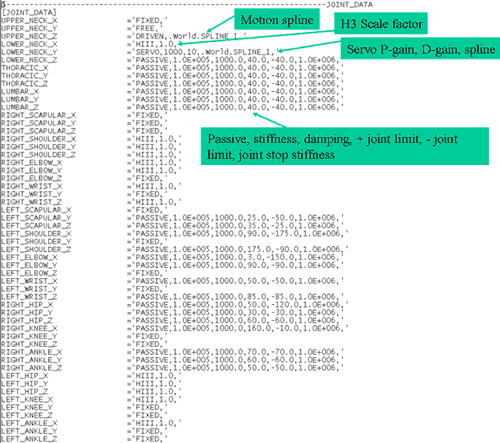 $---JOINT_DATA
[JOINT_DATA]
UPPER_NECK_X ='FIXED,'
UPPER_NECK_Y ='FREE,'
UPPER_NECK_Z ='DRIVEN,.World.SPLINE_1,'
LOWER_NECK_X ='HIII,1.0,'
LOWER_NECK_Y ='SERVO,1000,10,.World.SPLINE_1,'
LOWER_NECK_Z ='PASSIVE,1.0E+005,1000.0,40.0,-40.0,1.0E+006,'
THORACIC_X ='PASSIVE,1.0E+005,1000.0,40.0,-40.0,1.0E+006,'
THORACIC_Y ='PASSIVE,1.0E+005,1000.0,40.0,-40.0,1.0E+006,'
THORACIC_Z ='PASSIVE,1.0E+005,1000.0,40.0,-40.0,1.0E+006,'
LUMBAR_X ='PASSIVE,1.0E+005,1000.0,40.0,-40.0,1.0E+006,'
LUMBAR_Y ='PASSIVE,1.0E+005,1000.0,40.0,-40.0,1.0E+006,'
LUMBAR_Z ='PASSIVE,1.0E+005,1000.0,40.0,-40.0,1.0E+006,'
RIGHT_SCAPULAR_X ='FIXED,'
RIGHT_SCAPULAR_Y ='FIXED,'
RIGHT_SHOULDER_X ='HIII,1.0,'
RIGHT_SHOULDER_Y ='HIII,1.0,'
RIGHT_SHOULDER_Z ='HIII,1.0,'
RIGHT_ELBOW_X ='HIII,1.0,'
RIGHT_ELBOW_Y ='HIII,1.0,'
RIGHT_ELBOW_Z ='FIXED,'
RIGHT_WRIST_X ='HIII,1.0,'
RIGHT_WRIST_Y ='FIXED,'
RIGHT_WRIST_Z ='HIII,1.0,'
LEFT_SCAPULAR_X ='FIXED,'
LEFT_SCAPULAR_Y ='PASSIVE,1.0E+005,1000.0,25.0,-50.0,1.0E+006,'
LEFT_SCAPULAR_Z ='PASSIVE,1.0E+005,1000.0,35.0,-25.0,1.0E+006,'
LEFT_SHOULDER_X ='PASSIVE,1.0E+005,1000.0,90.0,-175.0,1.0E+006,'
LEFT_SHOULDER_Y ='FIXED,'
LEFT_SHOULDER_Z ='PASSIVE,1.0E+005,1000.0,175.0,-90.0,1.0E+006,'
LEFT_ELBOW_X ='PASSIVE,1.0E+005,1000.0,3.0,-150.0,1.0E+006,'
LEFT_ELBOW_Y ='PASSIVE,1.0E+005,1000.0,90.0,-90.0,1.0E+006,'
LEFT_ELBOW_Z ='FIXED,'
LEFT_WRIST_X ='PASSIVE,1.0E+005,1000.0,50.0,-50.0,1.0E+006,'
LEFT_WRIST_Y ='FIXED,'
LEFT_WRIST_Z ='PASSIVE,1.0E+005,1000.0,85.0,-85.0,1.0E+006,'
RIGHT_HIP_X ='PASSIVE,1.0E+005,1000.0,50.0,-120.0,1.0E+006,'
RIGHT_HIP_Y ='PASSIVE,1.0E+005,1000.0,30.0,-30.0,1.0E+006,'
RIGHT_HIP_Z ='PASSIVE,1.0E+005,1000.0,60.0,-60.0,1.0E+006,'
RIGHT_KNEE_X ='PASSIVE,1.0E+005,1000.0,160.0,-10.0,1.0E+006,'
RIGHT_KNEE_Y ='FIXED,'
RIGHT_KNEE_Z ='FIXED,'
RIGHT_ANKLE_X ='PASSIVE,1.0E+005,1000.0,70.0,-70.0,1.0E+006,'
RIGHT_ANKLE_Y ='PASSIVE,1.0E+005,1000.0,60.0,-60.0,1.0E+006,'
RIGHT_ANKLE_Z ='PASSIVE,1.0E+005,1000.0,50.0,-50.0,1.0E+006,'
LEFT_HIP_X ='HIII,1.0,'
LEFT_HIP_Y ='HIII,1.0,'
LEFT_HIP_Z ='HIII,1.0,'
LEFT_KNEE_X ='HIII,1.0,'
LEFT_KNEE_Y ='FIXED,'
LEFT_KNEE_Z ='FIXED,'
LEFT_ANKLE_X ='HIII,1.0,'
LEFT_ANKLE_Y ='FIXED,'
LEFT_ANKLE_Z ='FIXED,'
Motion spline
H3 Scale factor
Servo P-gain, D-gain, spline
Passive, stiffness, damping, + joint limit, - joint
limit, joint stop stiffness